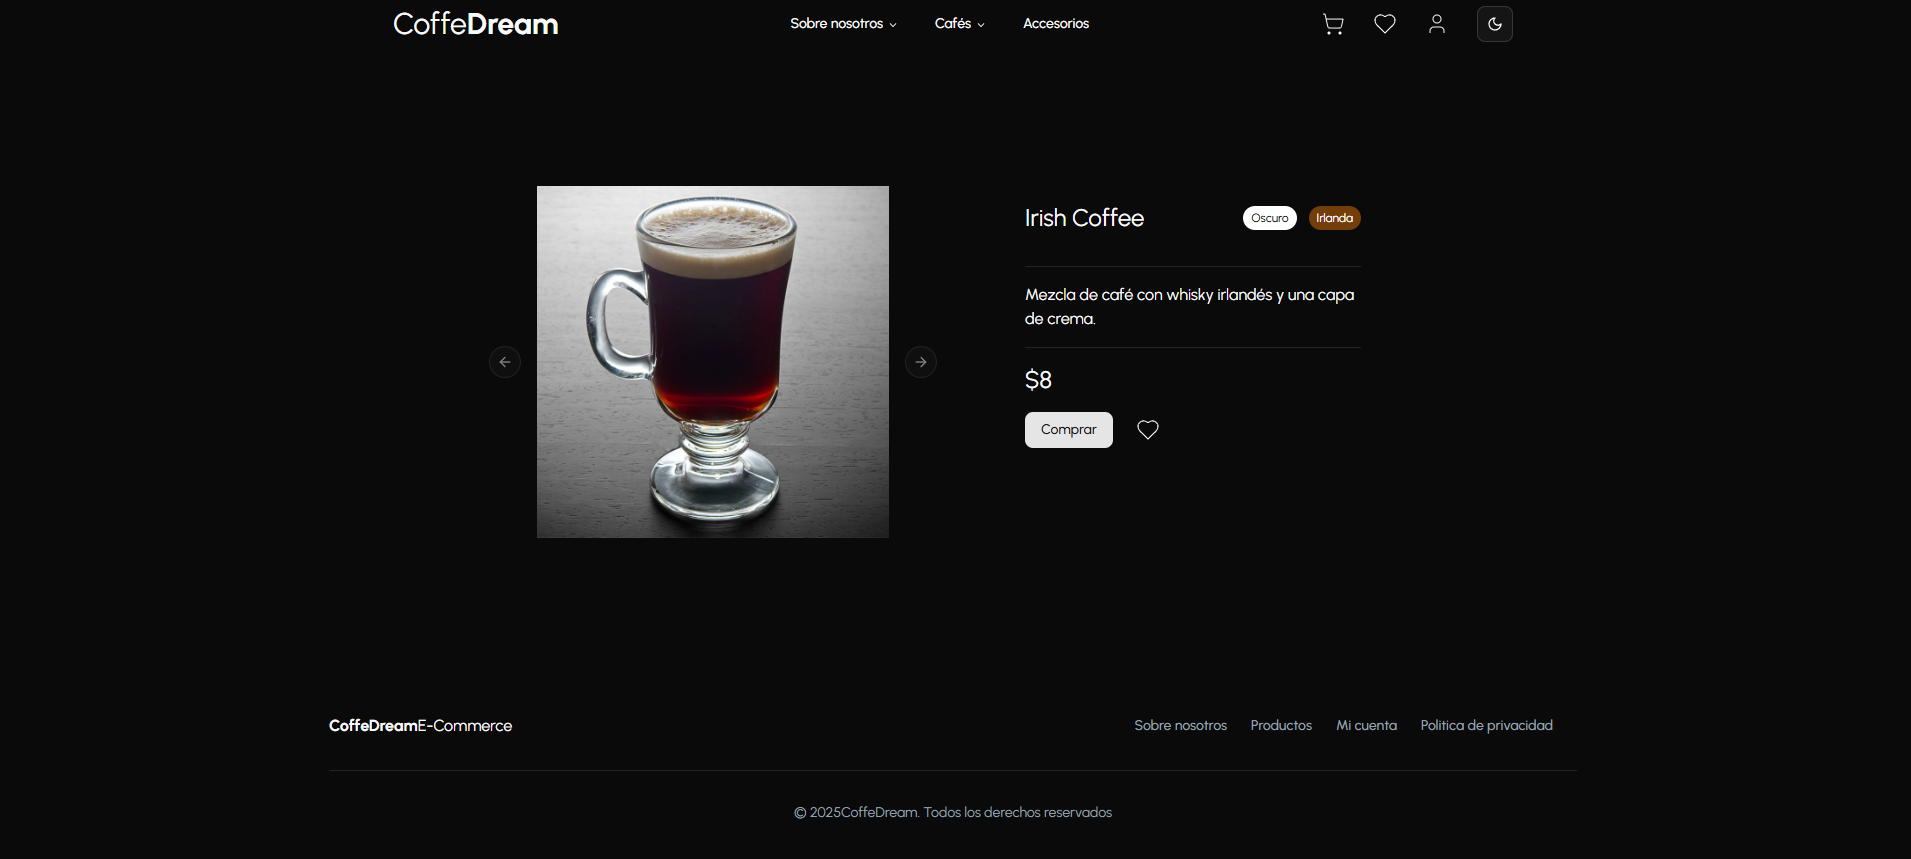 CoffeDream
Sobre nosotros
Cafés
Accesorios
Irish Coffee
Oscuro
Irlanda
Mezcla de café con whisky irlandés y una capa
de crema.
$8
Comprar
CoffeDreamE-Commerce
Sobre nosotros
Productos
Mi cuenta
Politica de privacidad
© 2025CoffeDream. Todos los derechos reservados